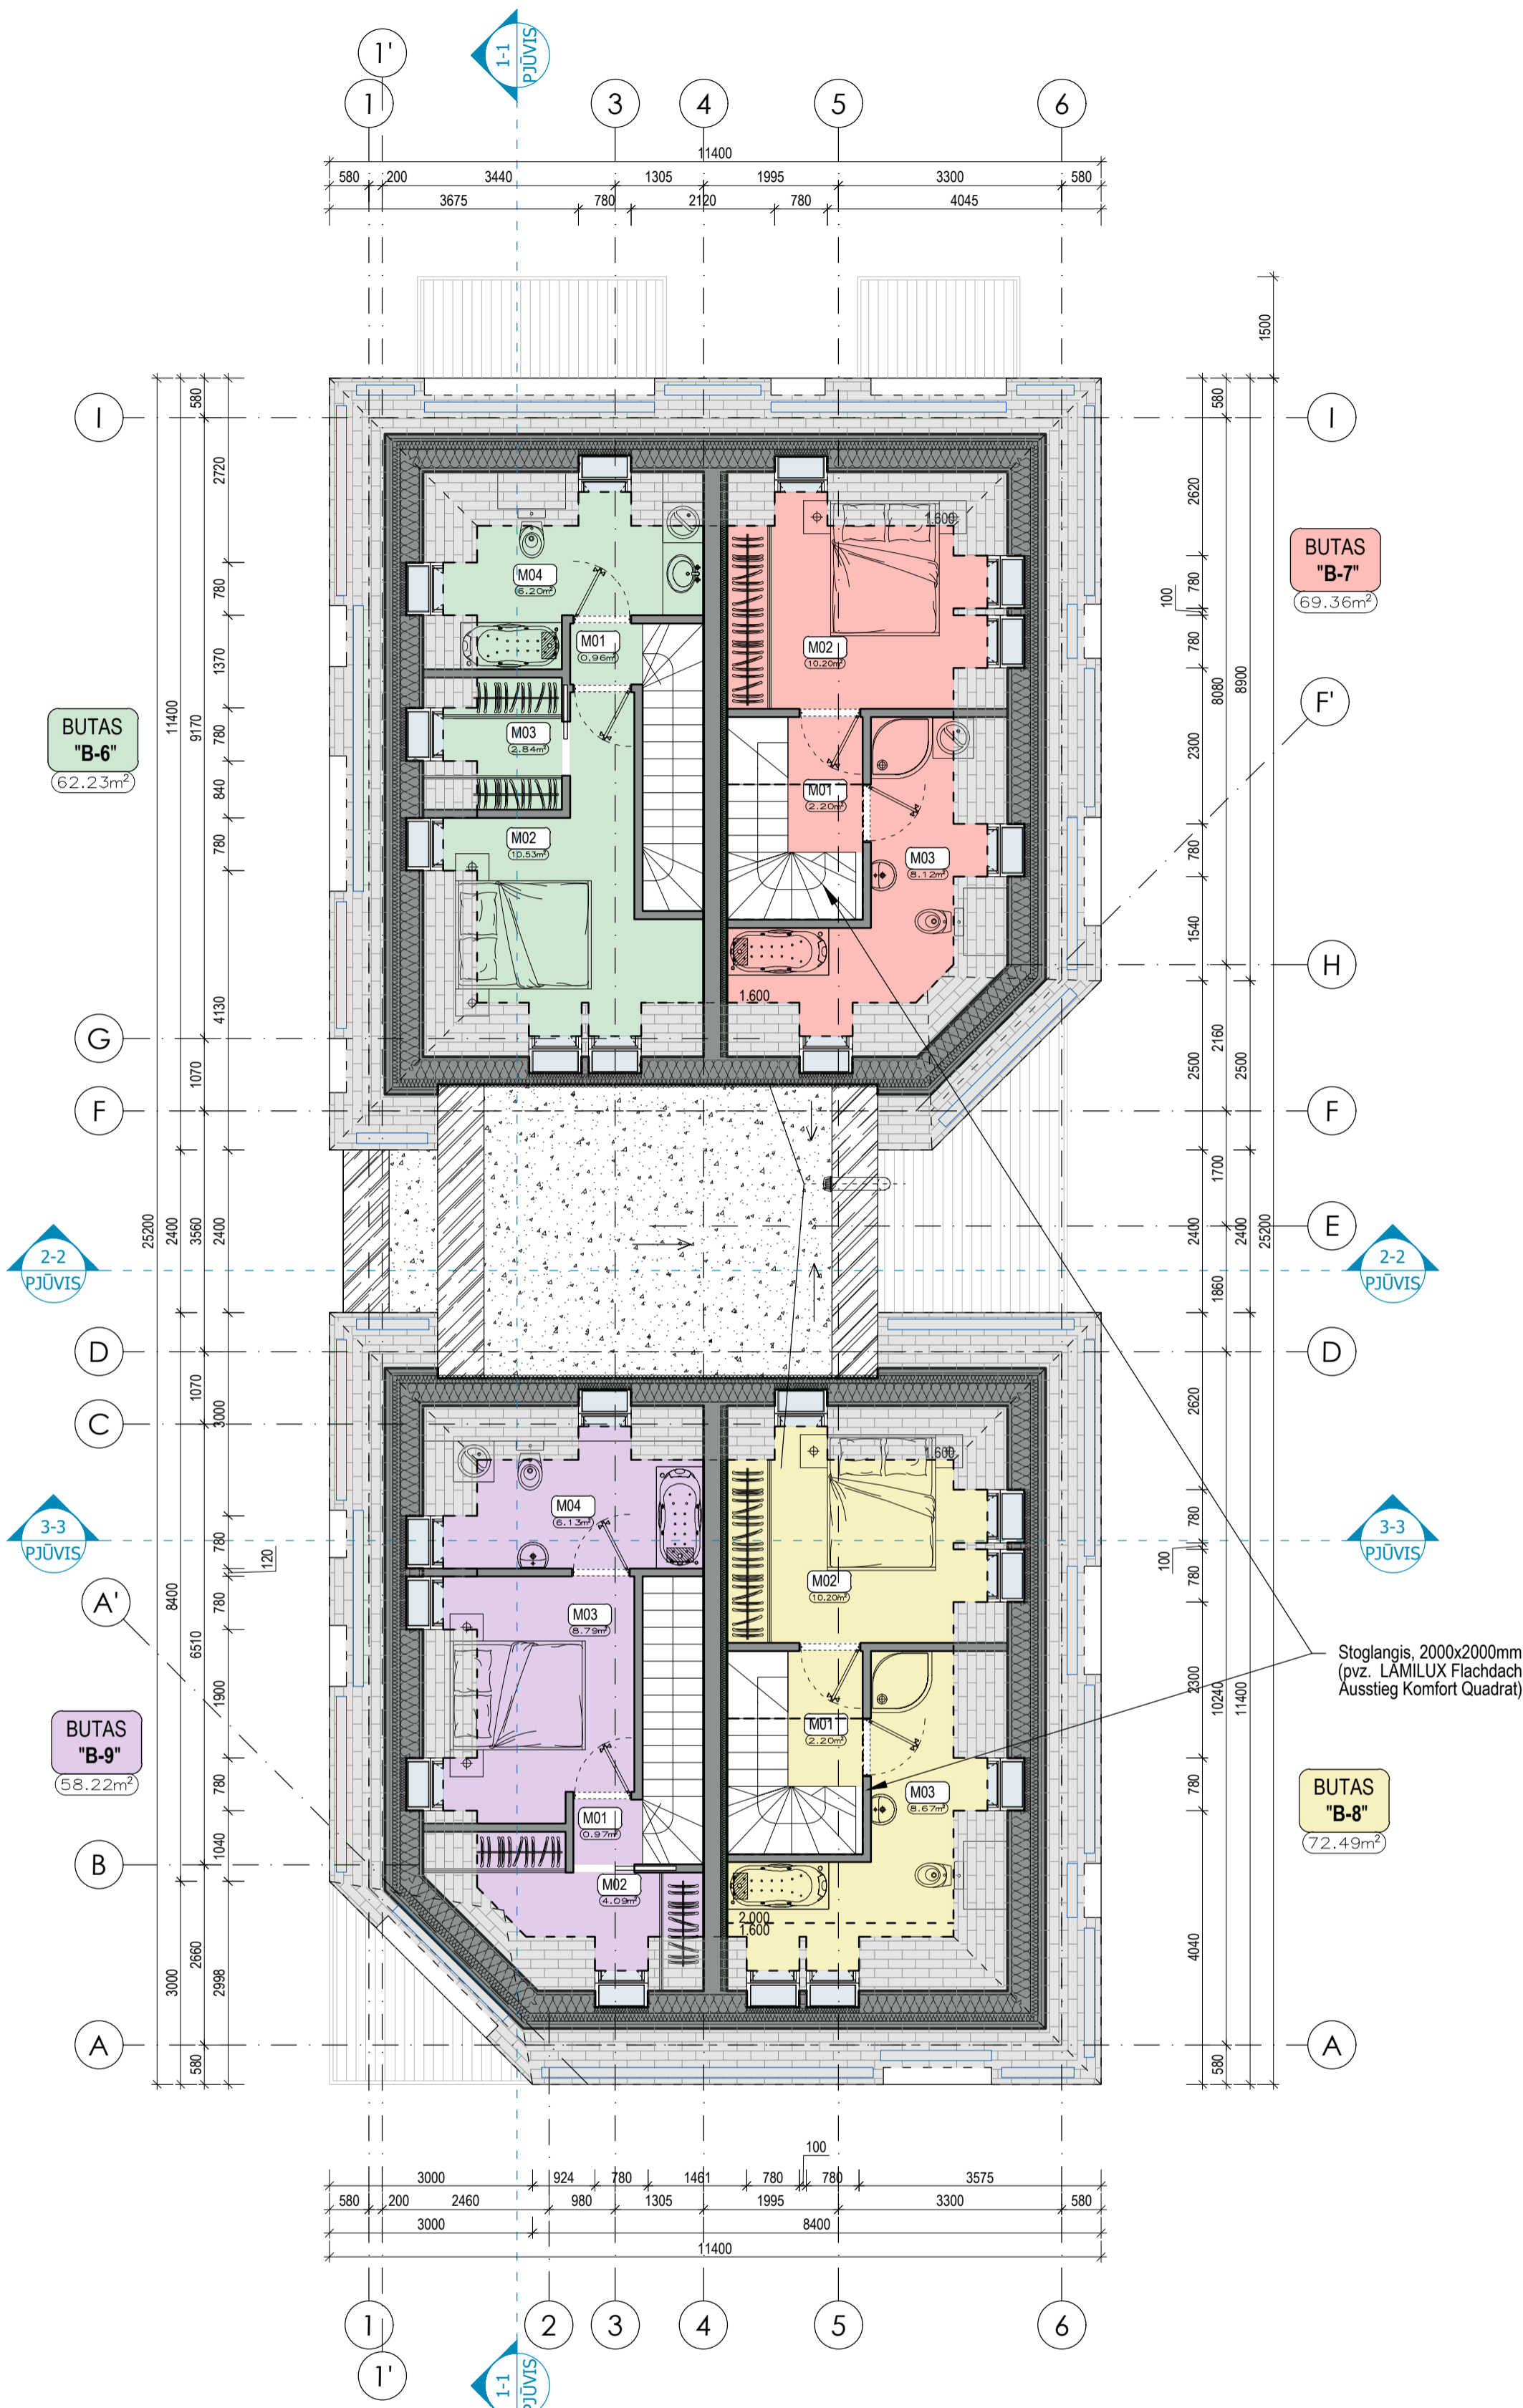 1-1
PJŪVIS
1'
1
3
4
5
6
11400
580
200
3440
1305
1995
3300
580
3675
780
2120
780
4045
1500
I
I
580
2720
780
1370
780
840
780
4130
9170
11400
1070
580
2620
780
100
780
2300
780
1540
8080
8900
2160
2500
2500
BUTAS
"B-6"
62.23m²
BUTAS
"B-7"
69.36m²
M04
6.20m²
M01
0.96m²
M03
2.84m²
M02
10.53m²
1.600
M02
10.20m²
M01
2.20m²
M03
8.12m²
1.600
F'
H
G
F
F
E
25200
2400
3560
2400
1700
2400
1860
2400
25200
2-2
PJŪVIS
2-2
PJŪVIS
D
D
C
1070
3000
780
120
780
1900
780
1040
6510
8400
2660
3000
2998
580
2620
780
100
780
2300
780
4040
10240
11400
580
3-3
PJŪVIS
3-3
PJŪVIS
A'
M04
6.13m²
M03
8.79m²
M01
0.97m²
M02
4.09m²
1.600
M02
10.20m²
M01
2.20m²
M03
8.67m²
2.000
1.600
Stoglangis, 2000x2000mm
(pvz. LAMILUX Flachdach
Ausstieg Komfort Quadrat)
BUTAS
"B-9"
58.22m²
BUTAS
"B-8"
72.49m²
B
A
A
100
3000
924
780
1461
780
780
3575
580
200
2460
980
1305
1995
3300
580
3000
8400
11400
1
2
3
4
5
6
1'
1-1
PJŪVIS